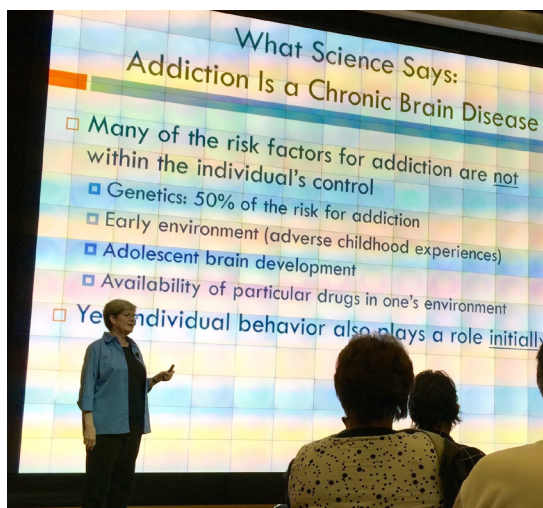 What Science Says:
Addiction Is a Chronic Brain Disease
Many of the risk factors for addiction are not
within the individual's control
Genetics: 50% of the risk for addiction
Early environment (adverse childhood experiences)
Adolescent brain development
Availability of particular drugs in one's environment
individual behavior also plays a role initially